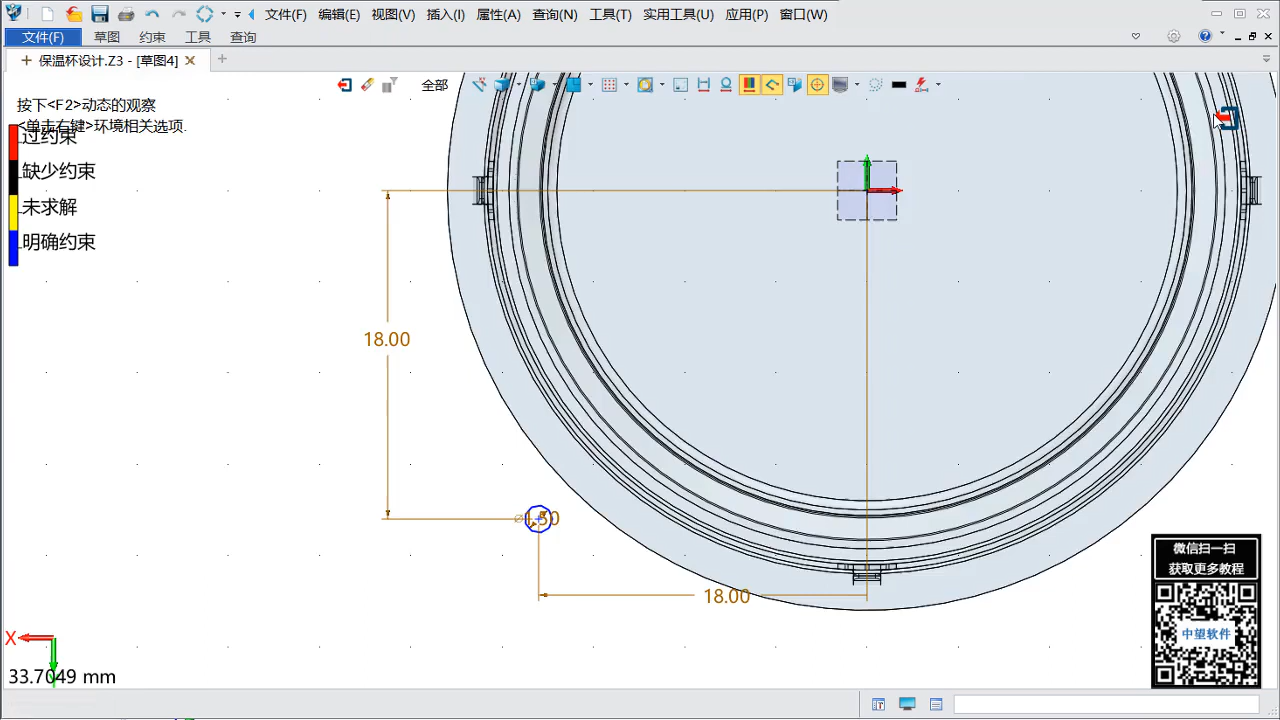 文件(F) 编辑(E) 视图(V) 插入(I) 属性(A) 查询(N) 工具(T) 实用工具(U) 应用(P) 窗口(W)
文件(F) 草图 约束 工具 查询
保温杯设计.Z3 - [草图4]
全部
按下<F2>动态的观察
<单击右键>环境相关选项.
过约束
缺少约束
未求解
明确约束
18.00
18.00
X
33.7049 mm
微信扫一扫
获取更多教程
中望软件